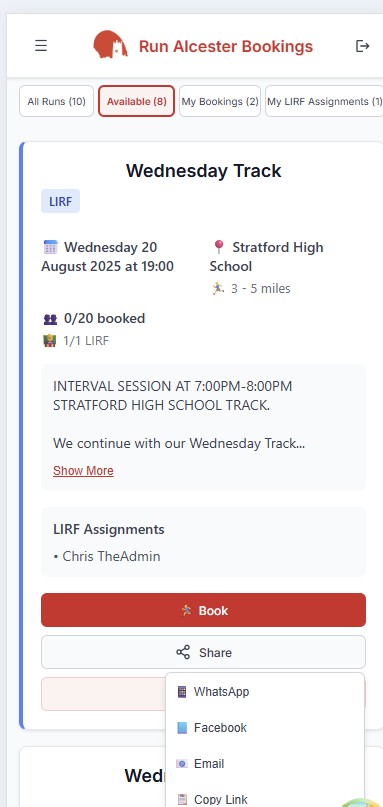 Run Alcester Bookings
All Runs (10)
Available (8)
My Bookings (2)
My LIRF Assignments (1)
Wednesday Track
LIRF
Wednesday 20
August 2025 at 19:00
Stratford High
School
3 - 5 miles
0/20 booked
1/1 LIRF
INTERVAL SESSION AT 7:00PM-8:00PM
STRATFORD HIGH SCHOOL TRACK.
We continue with our Wednesday Track...
Show More
LIRF Assignments
• Chris TheAdmin
Book
Share
WhatsApp
Facebook
Email
Copy Link
Wedn